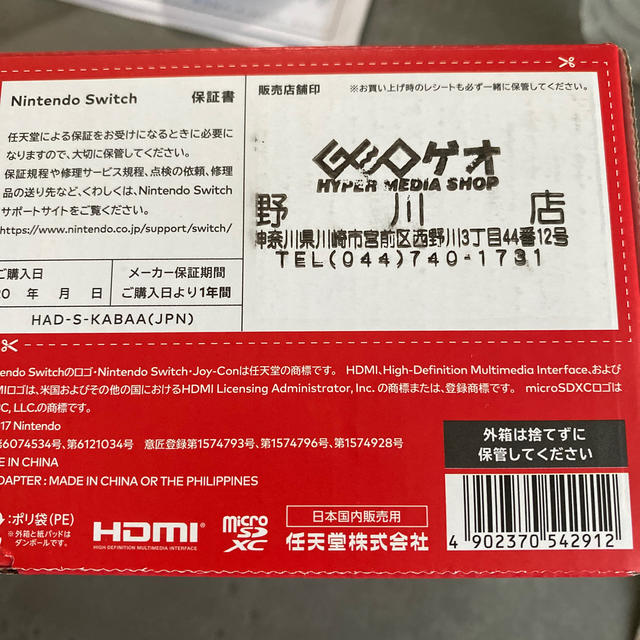 Nintendo Switch 保証書
任天堂による保証をお受けになるときに必要に
なりますので、大切に保管してください。
保証規程や修理サービス規程、点検の依頼、修理
品の送り先など、くわしくは、Nintendo Switch
サポートサイトをご覧ください。
https://www.nintendo.co.jp/support/switch/
ご購入日 メーカー保証期間
20 年 月 日 ご購入日より1年間
HAD-S-KABAA(JPN)
販売店舗印 ※お買い上げ時のレシートも必ず一緒に保管してください。
GEOゲオ
HYPER MEDIA SHOP
野川店
神奈川県川崎市宮前区西野川3丁目44番12号
TEL(044)740-1731
endo Switchのロゴ・Nintendo Switch・Joy-Conは任天堂の商標です。 HDMI、High-Definition Multimedia Interface、および
MIロゴは、米国およびその他の国におけるHDMI Licensing Administrator, Inc. の商標または、登録商標です。 microSDXCロゴは
C, LLC.の商標です。
17 Nintendo
第6074534号、第6121034号 意匠登録第1574793号、第1574796号、第1574928号
E IN CHINA
DAPTER : MADE IN CHINA OR THE PHILIPPINES
:ポリ袋(PE)
※外箱と紙パッドは
ダンボールです。
HDMI
HIGH DEFINITION MULTIMEDIA INTERFACE
micro
SD
XC
日本国内販売用
任天堂株式会社
外箱は捨てずに
保管してください
4 902370 542912